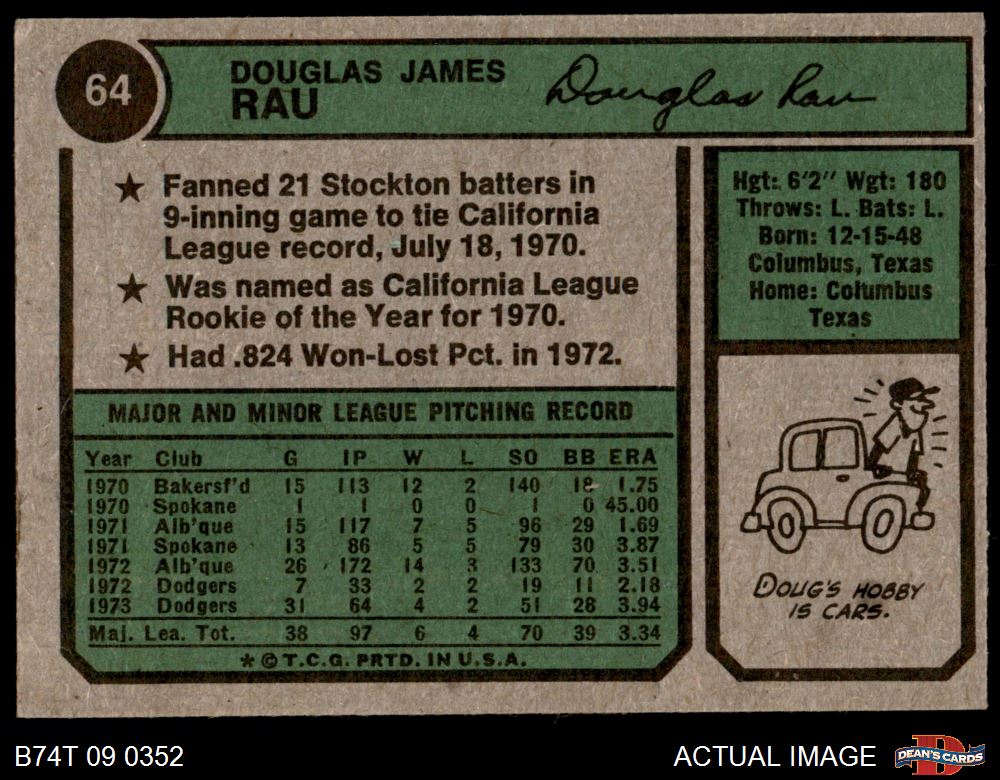 64
DOUGLAS JAMES
RAU
Douglas Rau
★ Fanned 21 Stockton batters in
9-inning game to tie California
League record, July 18, 1970.
★ Was named as California League
Rookie of the Year for 1970.
★ Had .824 Won-Lost Pct. in 1972.
MAJOR AND MINOR LEAGUE PITCHING RECORD
Year Club G IP W L SO BB ERA
1970 Bakersf'd 15 113 12 2 140 18 1.75
1970 Spokane 1 1 0 0 1 0 45.00
1971 Alb'que 15 117 7 5 96 29 1.69
1971 Spokane 13 86 5 5 79 30 3.87
1972 Alb'que 26 172 14 3 133 70 3.51
1972 Dodgers 7 33 2 2 19 11 2.18
1973 Dodgers 31 64 4 2 51 28 3.94
Maj. Lea. Tot. 38 97 6 4 70 39 3.34
* © T.C.G. PRTD. IN U.S.A.
Hgt: 6'2" Wgt: 180
Throws: L. Bats: L.
Born: 12-15-48
Columbus, Texas
Home: Columbus
Texas
DOUG'S HOBBY
IS CARS.
B74T 09 0352
ACTUAL IMAGE
DEAN'S CARDS